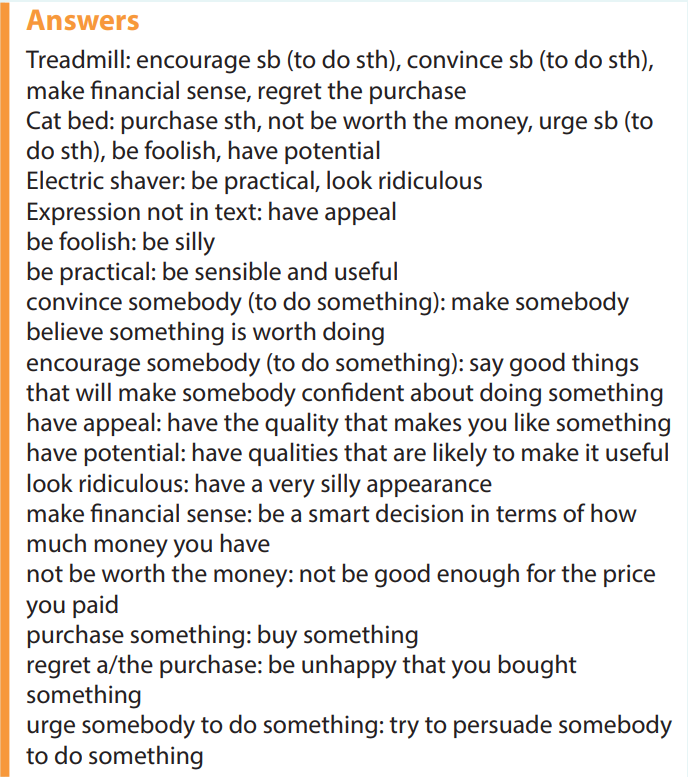 Answers
Treadmill: encourage sb (to do sth), convince sb (to do sth),
make financial sense, regret the purchase
Cat bed: purchase sth, not be worth the money, urge sb (to
do sth), be foolish, have potential
Electric shaver: be practical, look ridiculous
Expression not in text: have appeal
be foolish: be silly
be practical: be sensible and useful
convince somebody (to do something): make somebody
believe something is worth doing
encourage somebody (to do something): say good things
that will make somebody confident about doing something
have appeal: have the quality that makes you like something
have potential: have qualities that are likely to make it useful
look ridiculous: have a very silly appearance
make financial sense: be a smart decision in terms of how
much money you have
not be worth the money: not be good enough for the price
you paid
purchase something: buy something
regret a/the purchase: be unhappy that you bought
something
urge somebody to do something: try to persuade somebody
to do something